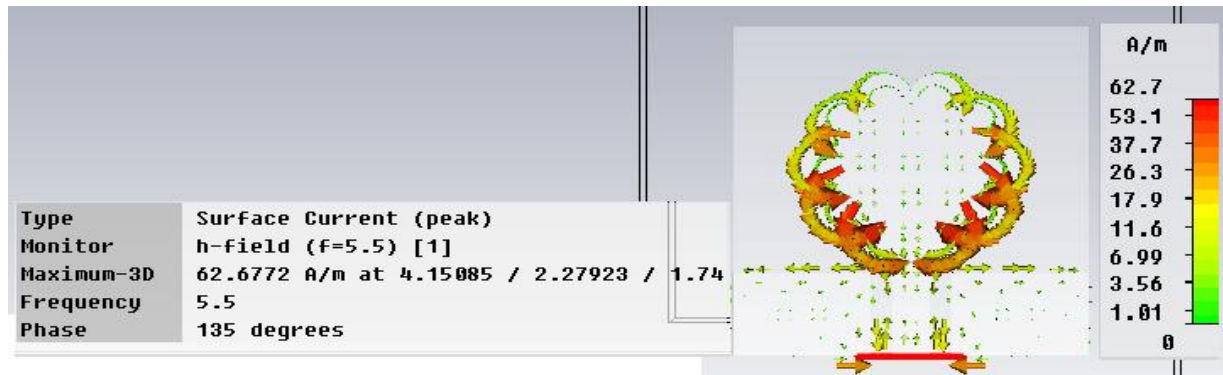 Type Surface Current (peak)
Monitor h-field (f=5.5) [1]
Maximum-3D 62.6772 A/m at 4.15085 / 2.27923 / 1.74
Frequency 5.5
Phase 135 degrees
A/m
62.7
53.1
37.7
26.3
17.9
11.6
6.99
3.56
1.01
0